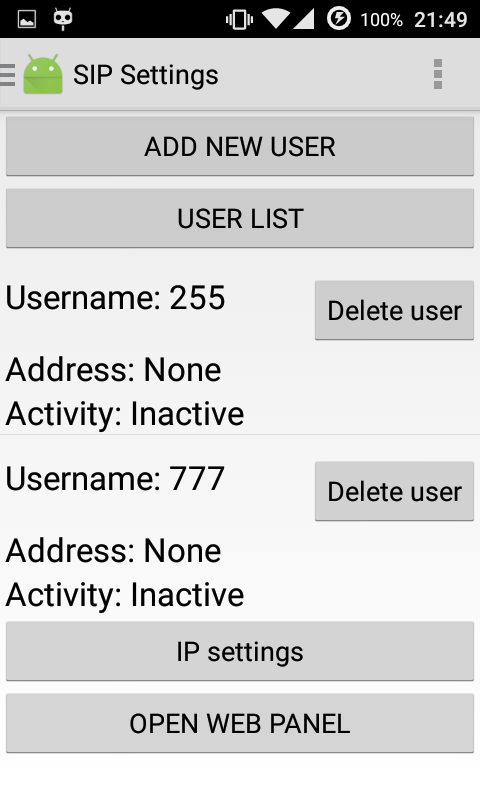 100% 21:49
SIP Settings
ADD NEW USER
USER LIST
Username: 255
Delete user
Address: None
Activity: Inactive
Username: 777
Delete user
Address: None
Activity: Inactive
IP settings
OPEN WEB PANEL